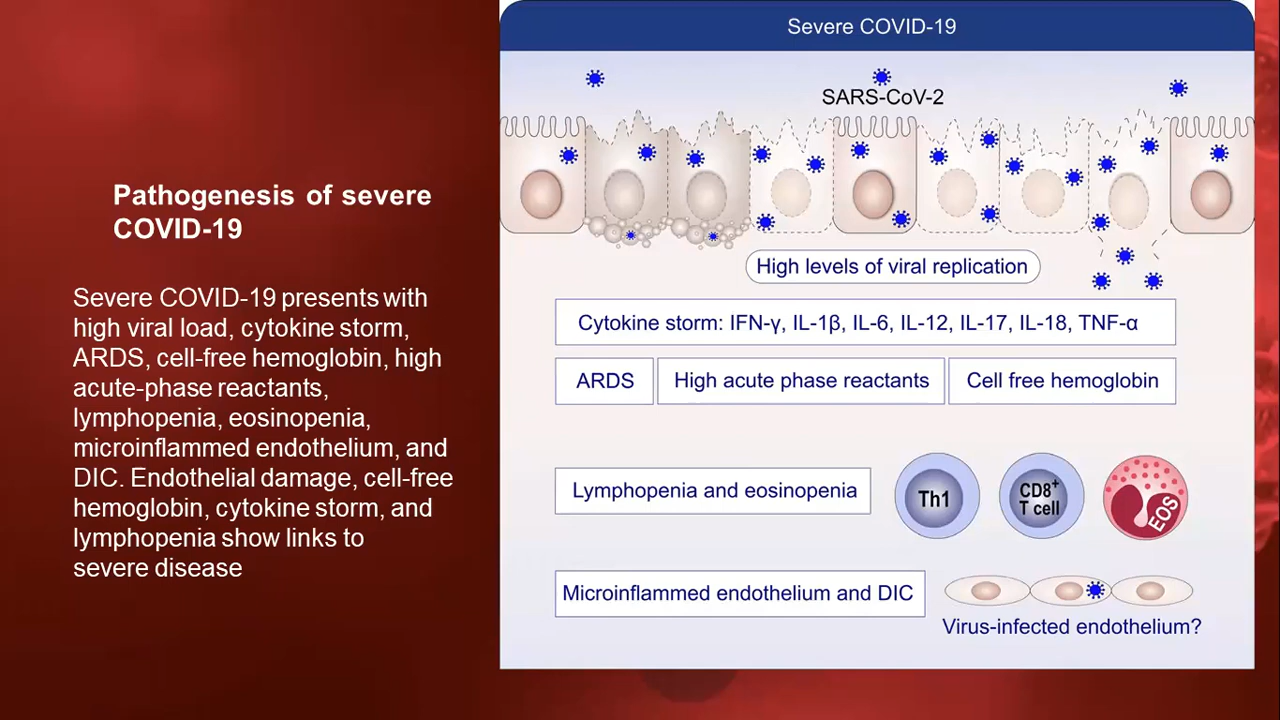 Pathogenesis of severe
COVID-19
Severe COVID-19 presents with
high viral load, cytokine storm,
ARDS, cell-free hemoglobin, high
acute-phase reactants,
lymphopenia, eosinopenia,
microinflammed endothelium, and
DIC. Endothelial damage, cell-free
hemoglobin, cytokine storm, and
lymphopenia show links to
severe disease
Severe COVID-19
SARS-CoV-2
High levels of viral replication
Cytokine storm: IFN-γ, IL-1β, IL-6, IL-12, IL-17, IL-18, TNF-α
ARDS
High acute phase reactants
Cell free hemoglobin
Lymphopenia and eosinopenia
Th1
CD8+
T cell
EOS
Microinflammed endothelium and DIC
Virus-infected endothelium?